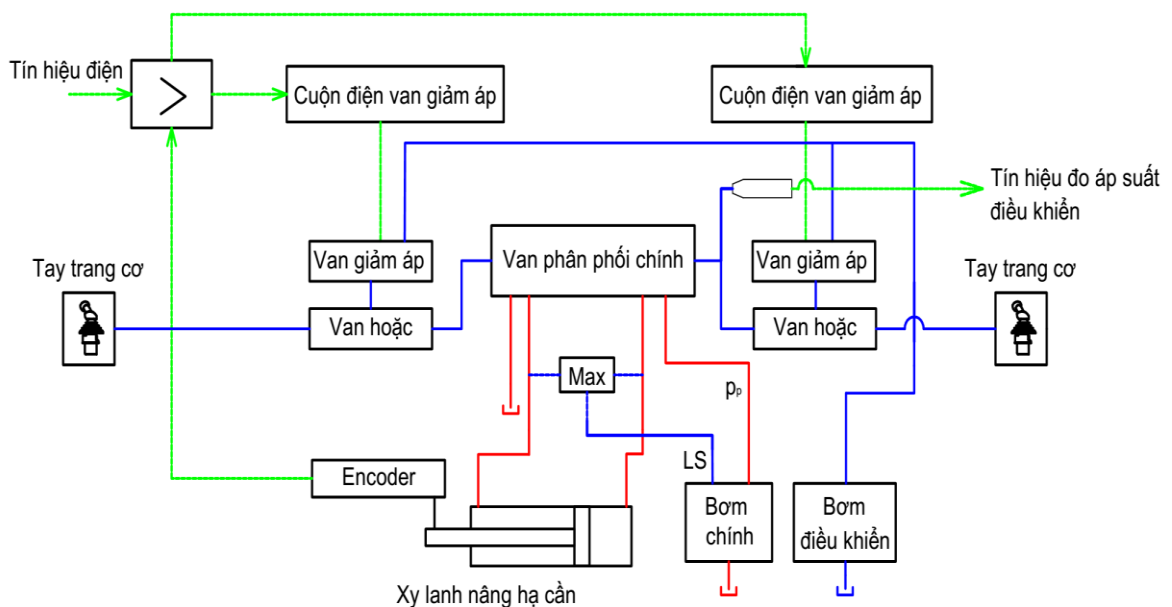 Tín hiệu điện
Cuộn điện van giảm áp
Cuộn điện van giảm áp
Tín hiệu đo áp suất
điều khiển
Tay trang cơ
Van giảm áp
Van phân phối chính
Van giảm áp
Tay trang cơ
Van hoặc
Van hoặc
Max
pp
LS
Encoder
Bơm
chính
Bơm
điều khiển
Xy lanh nâng hạ cần